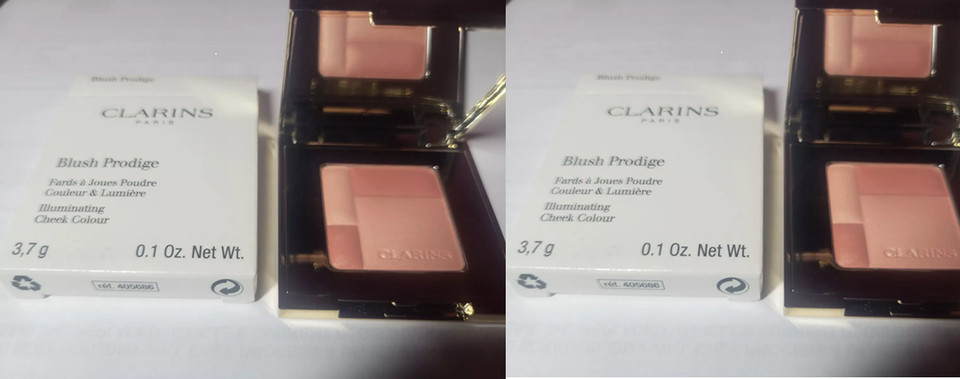 Blush Prodige
CLARINS
PARIS
Blush Prodige
Fards à Joues Poudre
Couleur & Lumière
Illuminating
Cheek Colour
3,7 g 0.1 Oz. Net Wt.
réf. 405686
CLARINS
Blush Prodige
CLARINS
PARIS
Blush Prodige
Fards à Joues Poudre
Couleur & Lumière
Illuminating
Cheek Colour
3,7 g 0.1 Oz. Net Wt.
réf. 405686
CLARINS